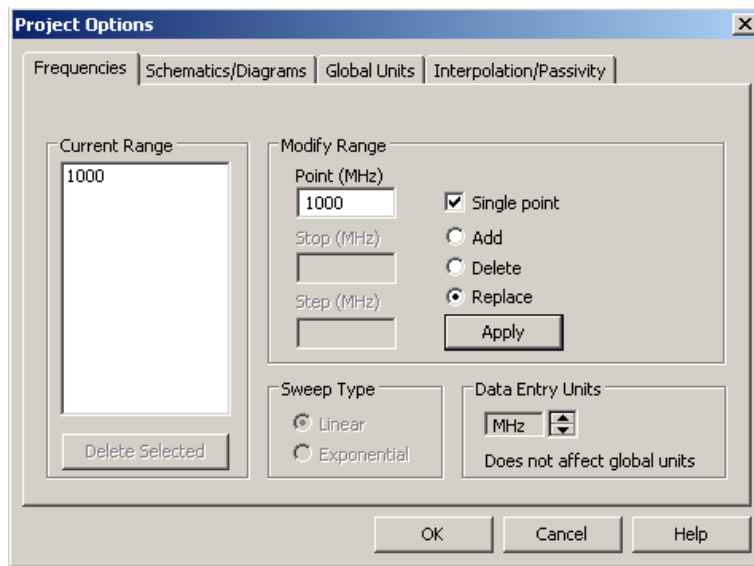 Project Options
Frequencies
Schematics/Diagrams
Global Units
Interpolation/Passivity
Current Range
1000
Delete Selected
Modify Range
Point (MHz)
1000
Stop (MHz)
Step (MHz)
Single point
Add
Delete
Replace
Apply
Sweep Type
Linear
Exponential
Data Entry Units
MHz
Does not affect global units
OK
Cancel
Help